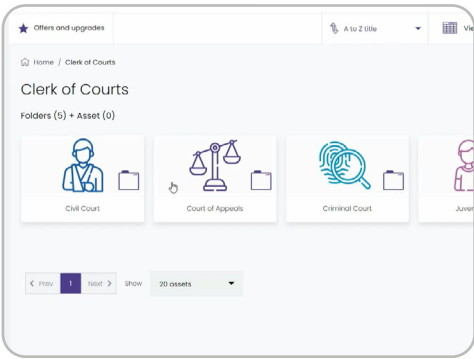 Offers and upgrades
A to Z title
Vie
Home / Clerk of Courts
Clerk of Courts
Folders (5) + Asset (0)
Civil Court
Court of Appeals
Criminal Court
Juver
< Prev 1 Next > Show 20 assets